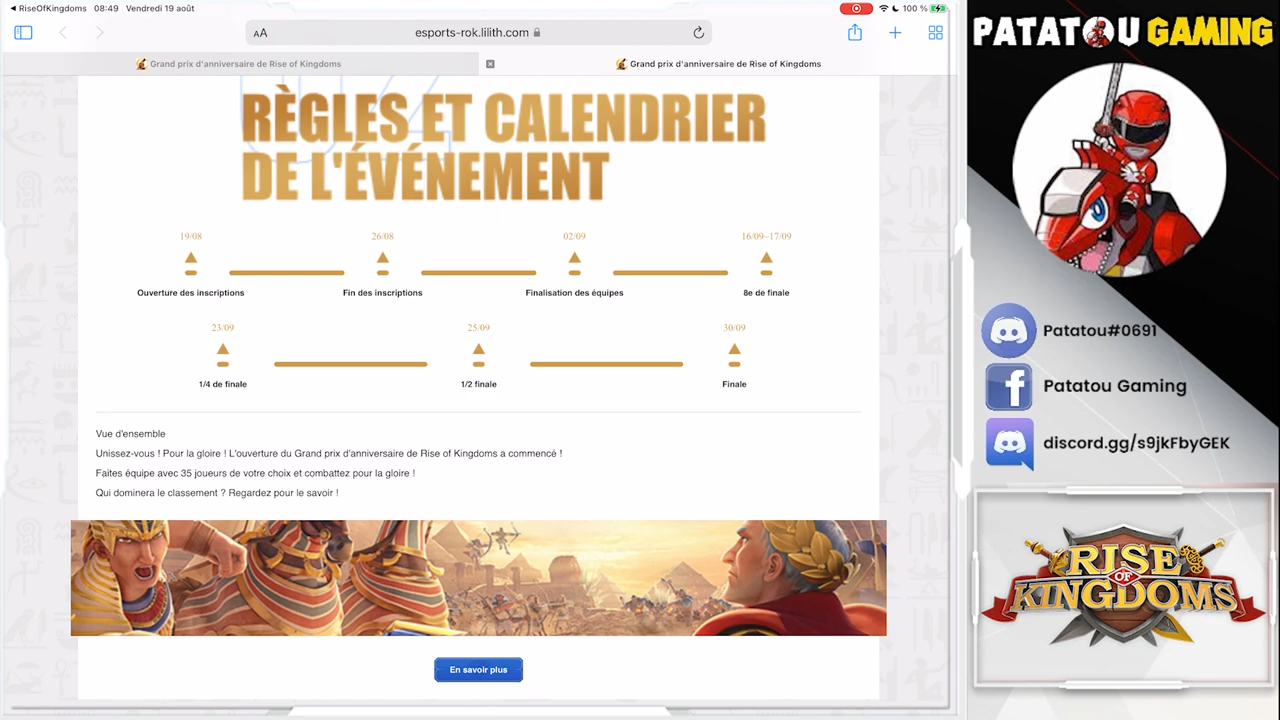 RiseOfKingdoms 08:49 Vendredi 19 août
100 %
AA
esports-rok.lilith.com
Grand prix d'anniversaire de Rise of Kingdoms
Grand prix d'anniversaire de Rise of Kingdoms
04
RÈGLES ET CALENDRIER
DE L'ÉVÉNEMENT
19/08
26/08
02/09
16/09~17/09
Ouverture des inscriptions
Fin des inscriptions
Finalisation des équipes
8e de finale
23/09
25/09
30/09
1/4 de finale
1/2 finale
Finale
Vue d'ensemble
Unissez-vous ! Pour la gloire ! L'ouverture du Grand prix d'anniversaire de Rise of Kingdoms a commencé !
Faites équipe avec 35 joueurs de votre choix et combattez pour la gloire !
Qui dominera le classement ? Regardez pour le savoir !
En savoir plus
PATATOU GAMING
Patatou#0691
Patatou Gaming
discord.gg/s9jkFbyGEK
RISE
OF
KINGDOMS